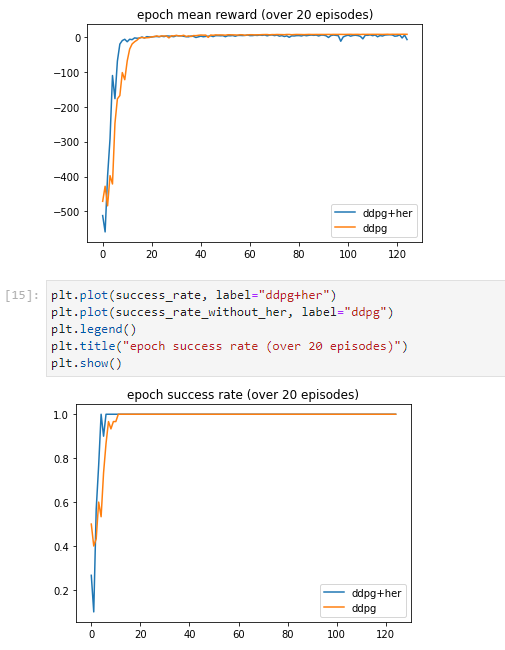 epoch mean reward (over 20 episodes)
0
−100
−200
−300
−400
−500
ddpg+her
ddpg
0 20 40 60 80 100 120
[15]: plt.plot(success_rate, label="ddpg+her")
plt.plot(success_rate_without_her, label="ddpg")
plt.legend()
plt.title("epoch success rate (over 20 episodes)")
plt.show()
epoch success rate (over 20 episodes)
1.0
0.8
0.6
0.4
0.2
ddpg+her
ddpg
0 20 40 60 80 100 120